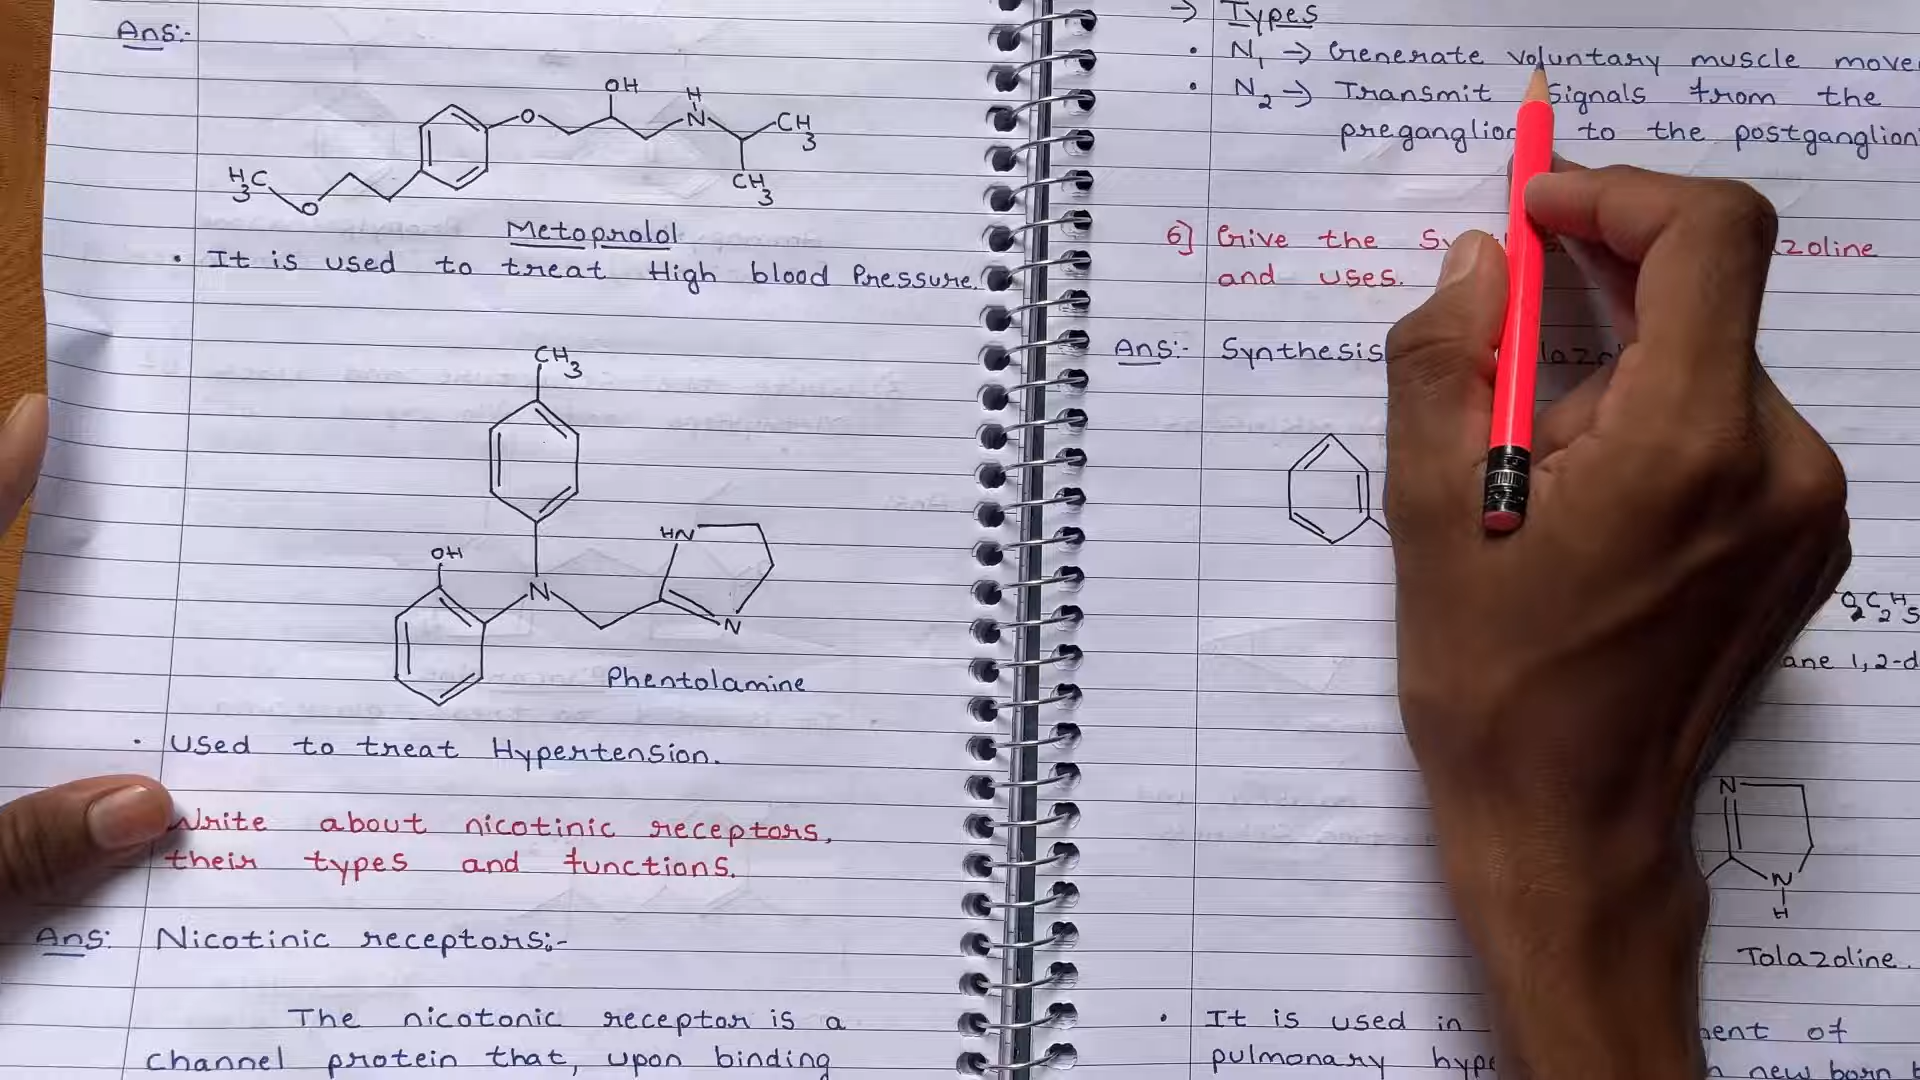 Ans:-
OH
H
O
N
CH3
H3C
O
CH3
Metoprolol
• It is used to treat High blood Pressure.
CH3
HN
OH
N
N
Phentolamine
• used to treat Hypertension.
Write about nicotinic receptors,
their types and functions.
Ans: Nicotinic receptors:-
The nicotonic receptor is a
channel protein that, upon binding
→ Types
• N1 → Generate voluntary muscle move
• N2 → Transmit Signals from the
preganglion to the postganglion
6] Give the
and uses.
Ans:- Synthesis
C2H5
ane 1,2-d
N
N
H
Tolazoline.
• It is used in of
pulmonary new born